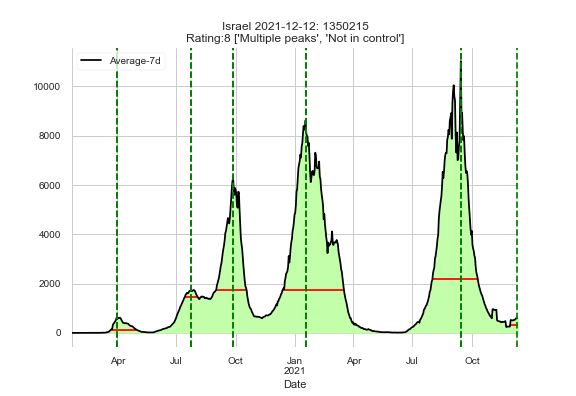 Israel 2021-12-12: 1350215
Rating:8 ['Multiple peaks', 'Not in control']
Average-7d
10000
8000
6000
4000
2000
0
Apr Jul Oct Jan Apr Jul Oct
2021
Date